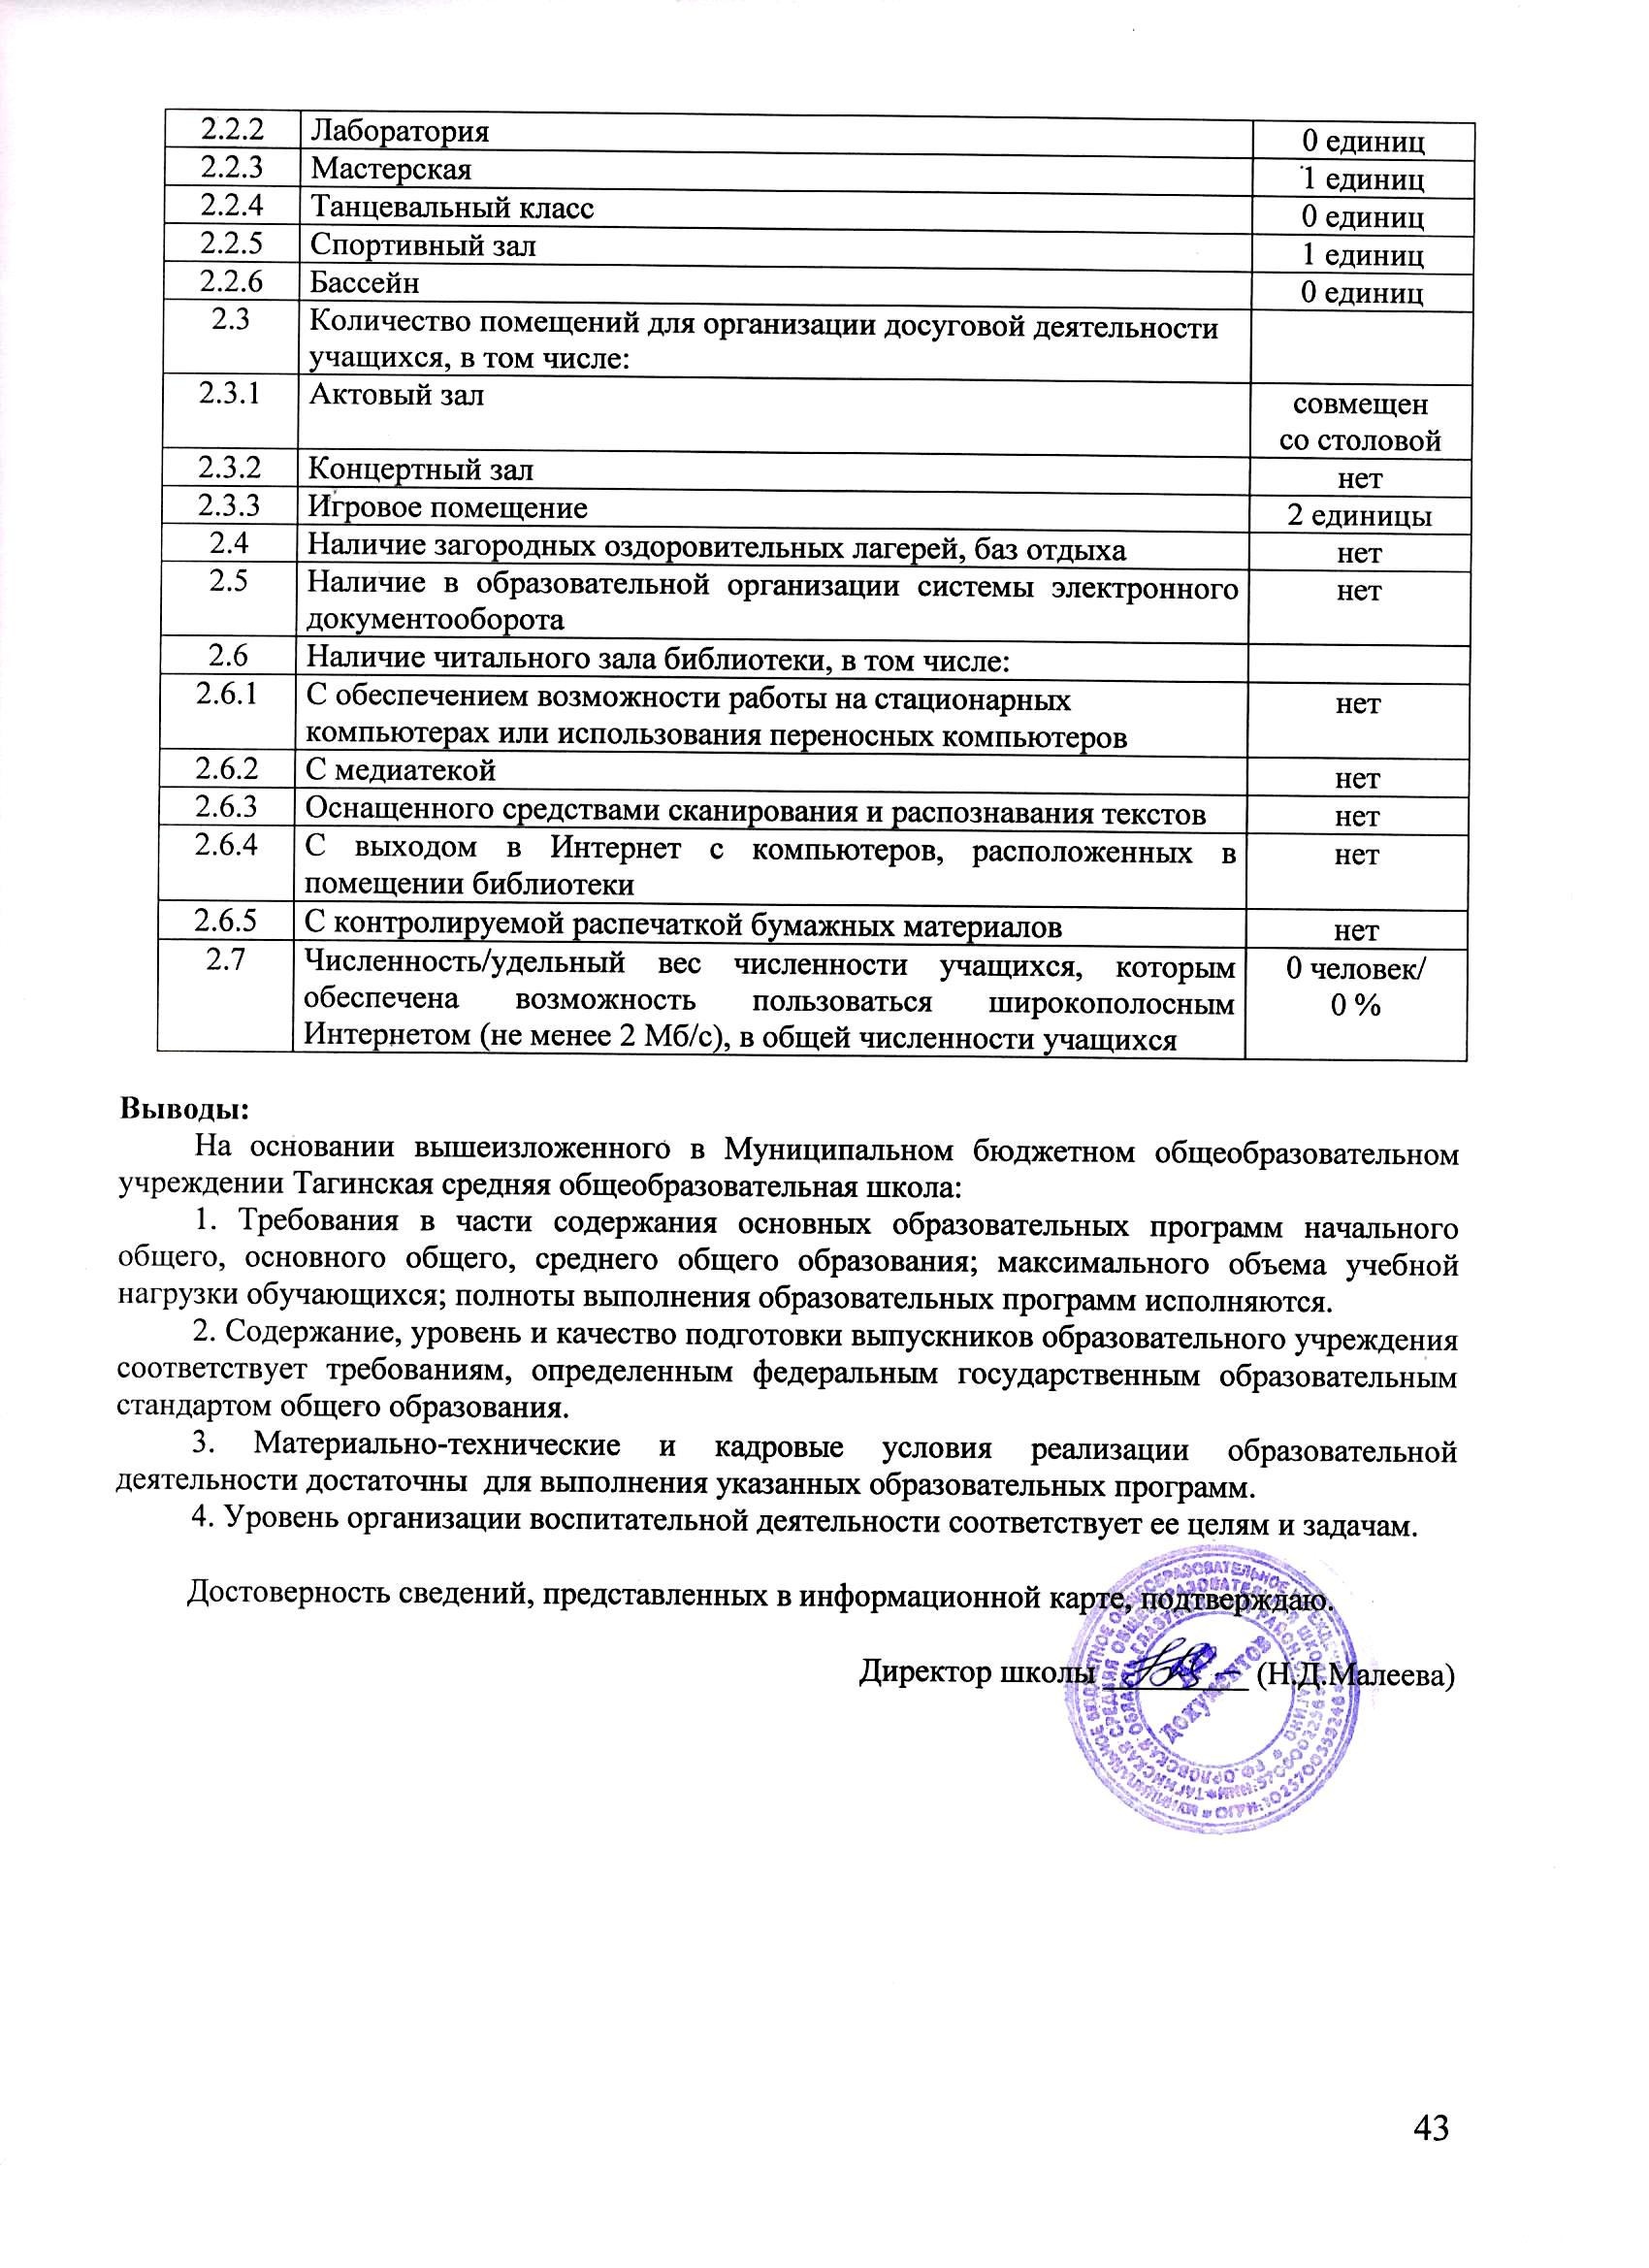 2.2.2 Лаборатория 0 единиц
2.2.3 Мастерская 1 единиц
2.2.4 Танцевальный класс 0 единиц
2.2.5 Спортивный зал 1 единиц
2.2.6 Бассейн 0 единиц
2.3 Количество помещений для организации досуговой деятельности
учащихся, в том числе:
2.3.1 Актовый зал совмещен
со столовой
2.3.2 Концертный зал нет
2.3.3 Игровое помещение 2 единицы
2.4 Наличие загородных оздоровительных лагерей, баз отдыха нет
2.5 Наличие в образовательной организации системы электронного нет
документооборота
2.6 Наличие читального зала библиотеки, в том числе:
2.6.1 С обеспечением возможности работы на стационарных нет
компьютерах или использования переносных компьютеров
2.6.2 С медиатекой нет
2.6.3 Оснащенного средствами сканирования и распознавания текстов нет
2.6.4 С выходом в Интернет с компьютеров, расположенных в нет
помещении библиотеки
2.6.5 С контролируемой распечаткой бумажных материалов нет
2.7 Численность/удельный вес численности учащихся, которым 0 человек/
обеспечена возможность пользоваться широкополосным 0 %
Интернетом (не менее 2 Мб/с), в общей численности учащихся
Выводы:
На основании вышеизложенного в Муниципальном бюджетном общеобразовательном
учреждении Тагинская средняя общеобразовательная школа:
1. Требования в части содержания основных образовательных программ начального
общего, основного общего, среднего общего образования; максимального объема учебной
нагрузки обучающихся; полноты выполнения образовательных программ исполняются.
2. Содержание, уровень и качество подготовки выпускников образовательного учреждения
соответствует требованиям, определенным федеральным государственным образовательным
стандартом общего образования.
3. Материально-технические и кадровые условия реализации образовательной
деятельности достаточны для выполнения указанных образовательных программ.
4. Уровень организации воспитательной деятельности соответствует ее целям и задачам.
Достоверность сведений, представленных в информационной карте, подтверждаю.
Директор школы (Н.Д.Малеева)
Для
документов
43